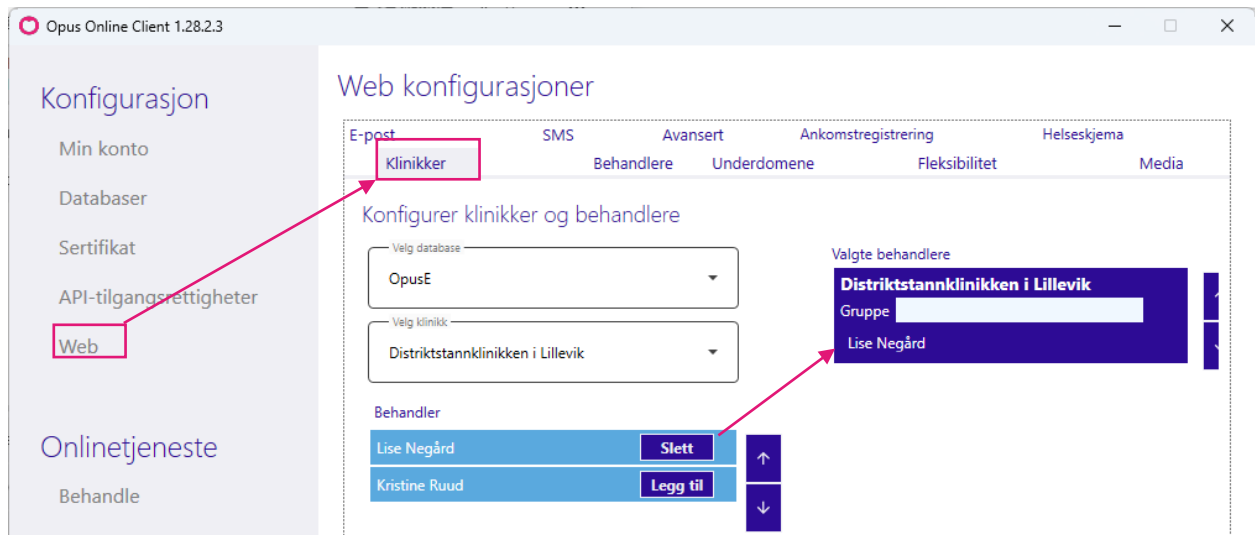 Opus Online Client 1.28.2.3
Konfigurasjon
Min konto
Databaser
Sertifikat
API-tilgangsrettigheter
Web
Onlinetjeneste
Behandle
Web konfigurasjoner
E-post SMS Avansert Ankomstregistrering Helseskjema
Klinikker Behandlere Underdomene Fleksibilitet Media
Konfigurer klinikker og behandlere
Velg database
OpusE
Velg klinikk
Distriktstannklinikken i Lillevik
Behandler
Lise Negård Slett
Kristine Ruud Legg til
Valgte behandlere
Distriktstannklinikken i Lillevik
Gruppe
Lise Negård